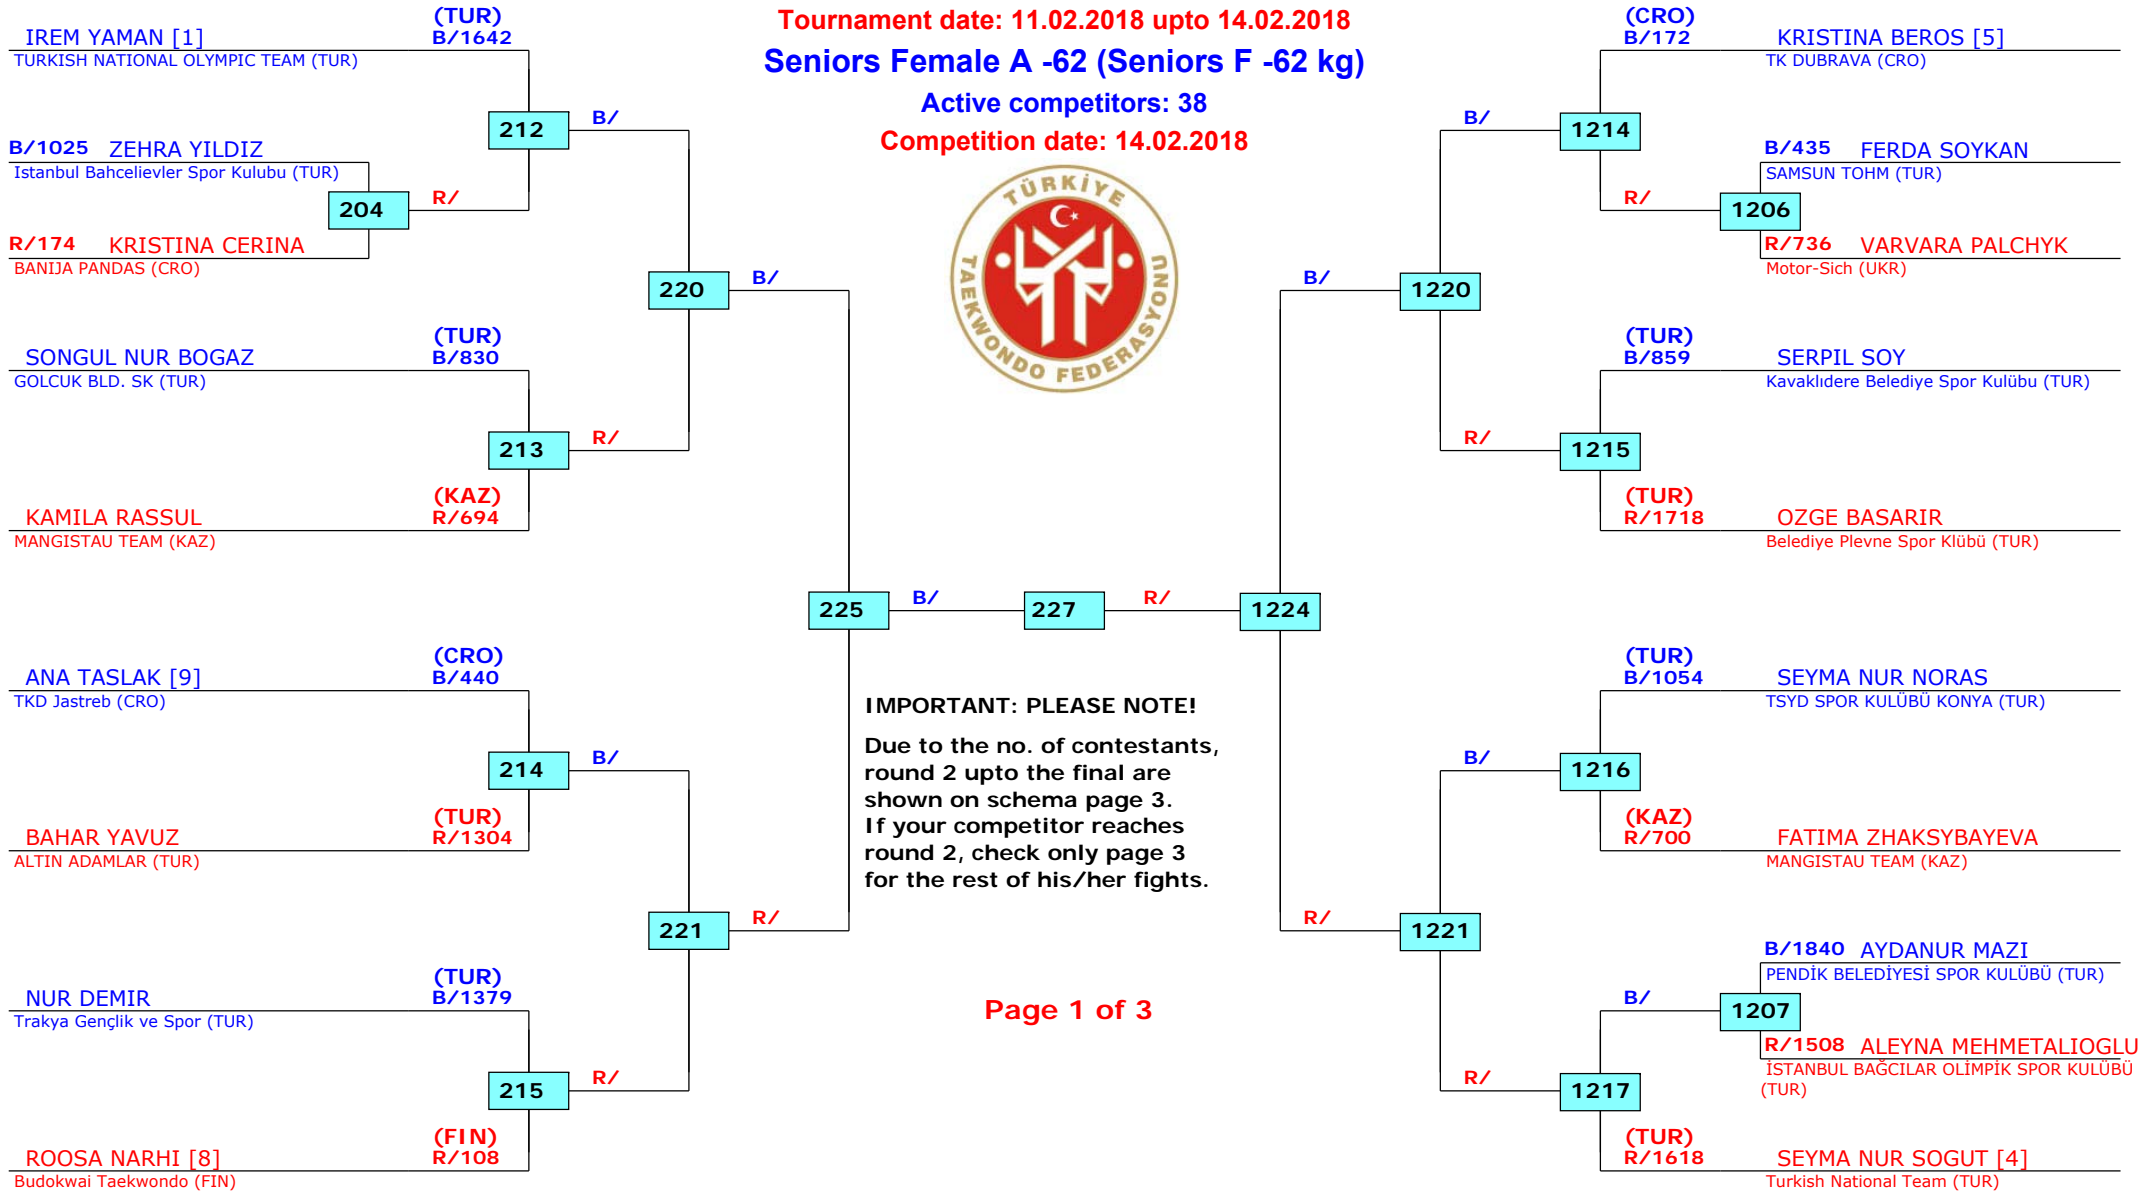 Tournament date: 11.02.2018 upto 14.02.2018
Seniors Female A -62 (Seniors F -62 kg)
Active competitors: 38
Competition date: 14.02.2018
TÜRKİYE
TAEKWONDO FEDERASYONU
IREM YAMAN [1] (TUR) B/1642
TURKISH NATIONAL OLYMPIC TEAM (TUR)
212 B/
B/1025 ZEHRA YILDIZ
Istanbul Bahcelievler Spor Kulubu (TUR)
204 R/
R/174 KRISTINA CERINA
BANIJA PANDAS (CRO)
220 B/
SONGUL NUR BOGAZ (TUR) B/830
GOLCUK BLD. SK (TUR)
213 R/
KAMILA RASSUL (KAZ) R/694
MANGISTAU TEAM (KAZ)
225 B/
227 R/
1224
ANA TASLAK [9] (CRO) B/440
TKD Jastreb (CRO)
214 B/
BAHAR YAVUZ (TUR) R/1304
ALTIN ADAMLAR (TUR)
221 R/
NUR DEMIR (TUR) B/1379
Trakya Gençlik ve Spor (TUR)
215 R/
ROOSA NARHI [8] (FIN) R/108
Budokwai Taekwondo (FIN)
IMPORTANT: PLEASE NOTE!
Due to the no. of contestants,
round 2 upto the final are
shown on schema page 3.
If your competitor reaches
round 2, check only page 3
for the rest of his/her fights.
Page 1 of 3
(CRO) B/172 KRISTINA BEROS [5]
TK DUBRAVA (CRO)
B/ 1214
B/435 FERDA SOYKAN
SAMSUN TOHM (TUR)
R/ 1206
R/736 VARVARA PALCHYK
Motor-Sich (UKR)
B/ 1220
(TUR) B/859 SERPIL SOY
Kavaklıdere Belediye Spor Kulübu (TUR)
R/ 1215
(TUR) R/1718 OZGE BASARIR
Belediye Plevne Spor Klübü (TUR)
(TUR) B/1054 SEYMA NUR NORAS
TSYD SPOR KULÜBÜ KONYA (TUR)
B/ 1216
(KAZ) R/700 FATIMA ZHAKSYBAYEVA
MANGISTAU TEAM (KAZ)
R/ 1221
B/1840 AYDANUR MAZI
PENDİK BELEDİYESİ SPOR KULÜBÜ (TUR)
B/ 1207
R/1508 ALEYNA MEHMETALIOGLU
İSTANBUL BAĞCILAR OLİMPİK SPOR KULÜBÜ
(TUR)
R/ 1217
(TUR) R/1618 SEYMA NUR SOGUT [4]
Turkish National Team (TUR)